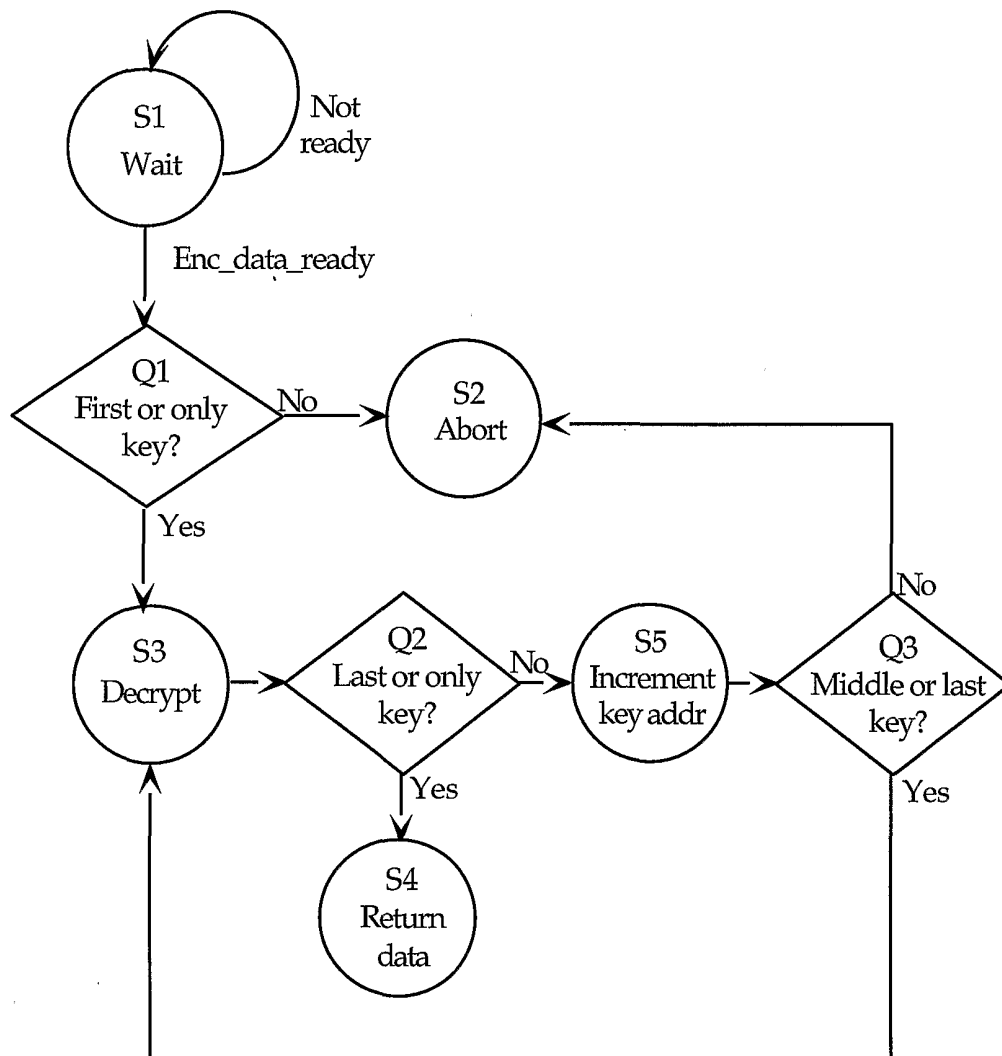 S1
Wait
Not
ready
Enc_data_ready
Q1
First or only
key?
No
S2
Abort
Yes
No
S3
Decrypt
Q2
Last or only
key?
No
S5
Increment
key addr
Q3
Middle or last
key?
Yes
Yes
S4
Return
data